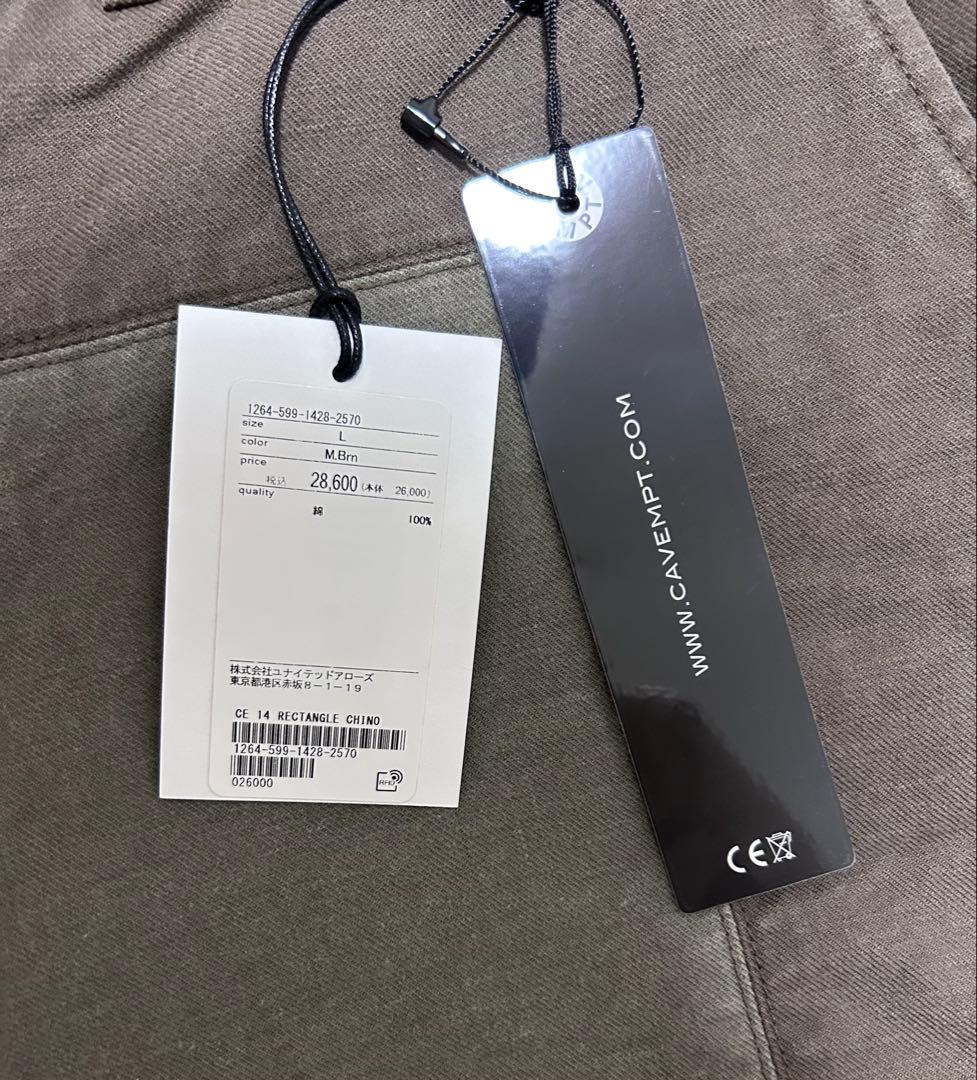 1264-599-1428-2570
size
L
color
M.Brn
price
税込 28,600 (本体 26,000)
quality
綿 100%
株式会社ユナイテッドアローズ
東京都港区赤坂8-1-19
CE 14 RECTANGLE CHINO
1264-599-1428-2570
026000
RFID
MPT
WWW.CAVEMPT.COM
CE